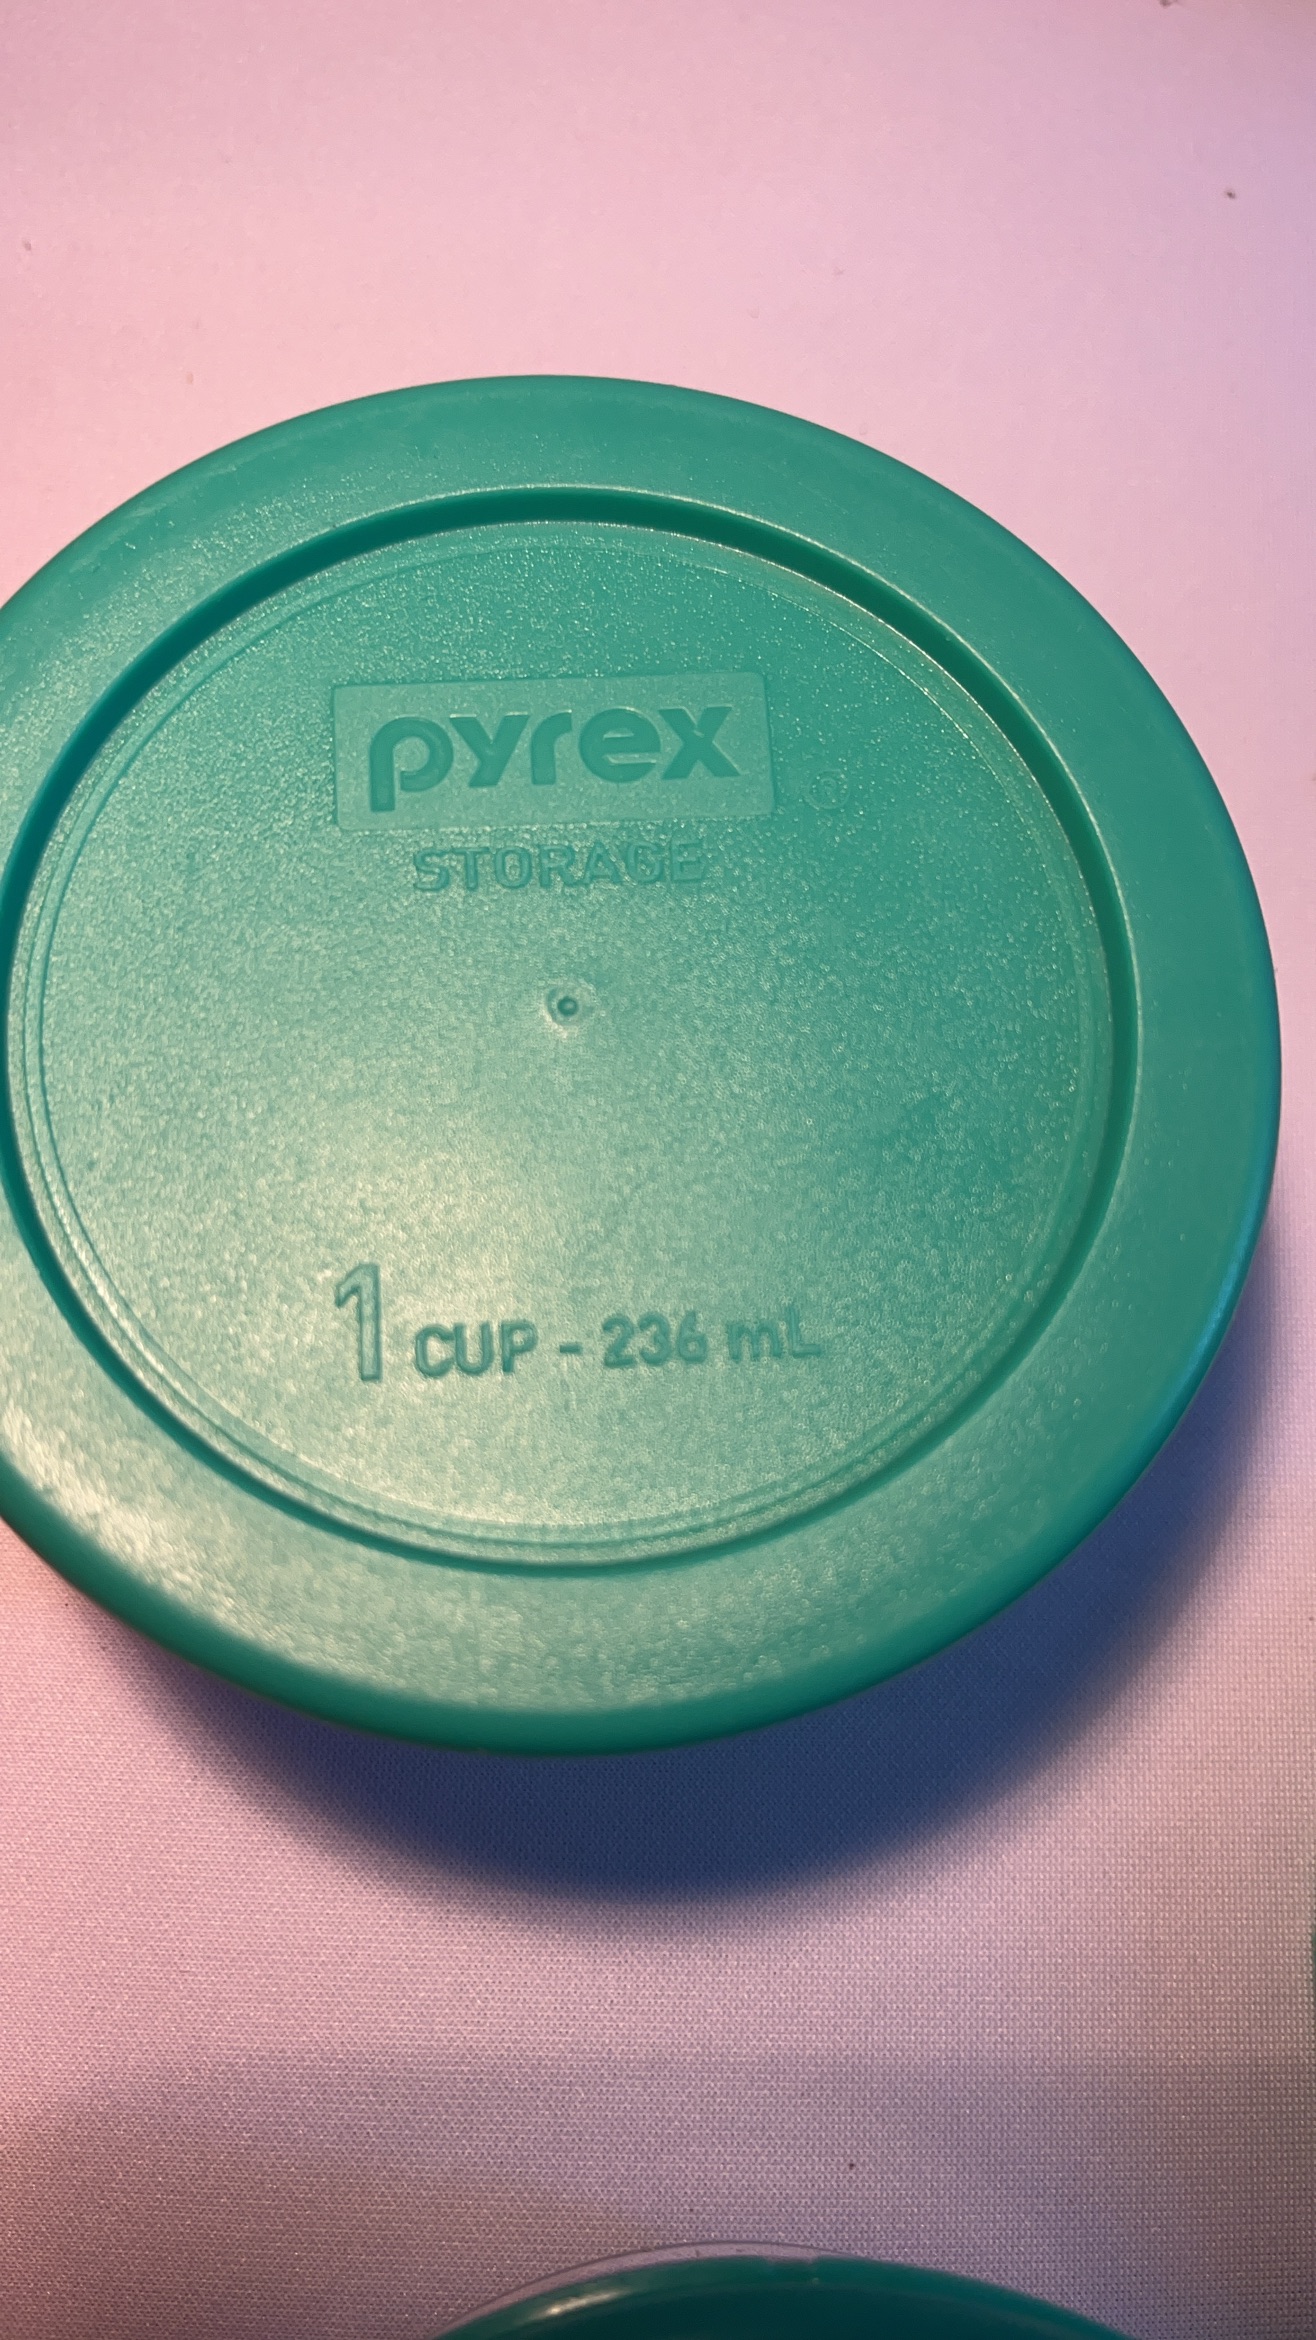 pyrex ®
STORAGE
1 CUP - 236 mL